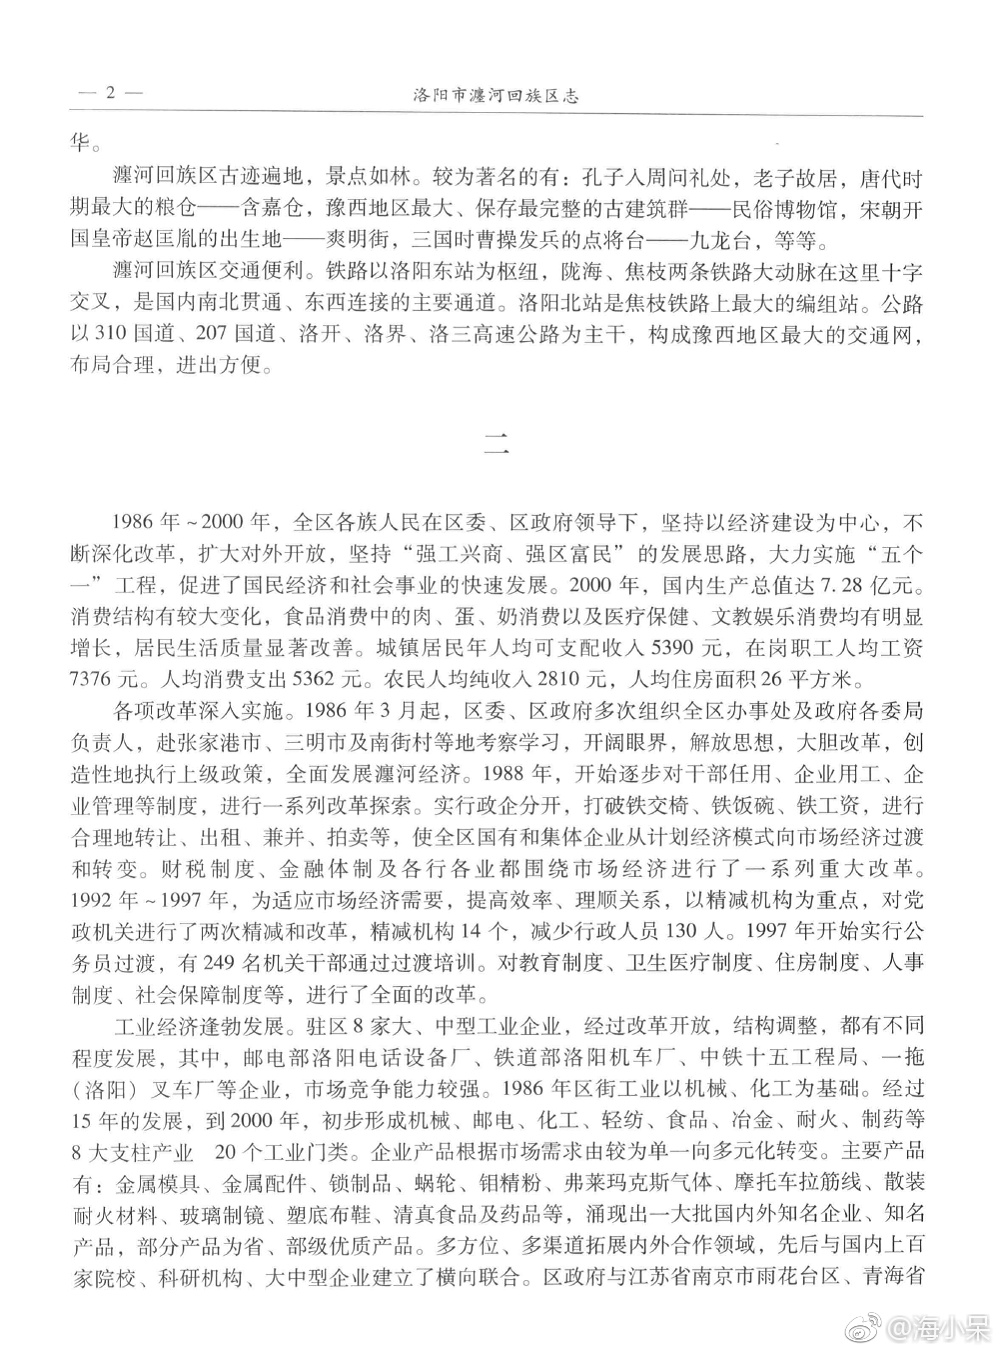 — 2 —
洛阳市瀍河回族区志
华。
瀍河回族区古迹遍地，景点如林。较为著名的有：孔子入周问礼处，老子故居，唐代时
期最大的粮仓——含嘉仓，豫西地区最大、保存最完整的古建筑群——民俗博物馆，宋朝开
国皇帝赵匡胤的出生地——爽明街，三国时曹操发兵的点将台——九龙台，等等。
瀍河回族区交通便利。铁路以洛阳东站为枢纽，陇海、焦枝两条铁路大动脉在这里十字
交叉，是国内南北贯通、东西连接的主要通道。洛阳北站是焦枝铁路上最大的编组站。公路
以 310 国道、207 国道、洛开、洛界、洛三高速公路为主干，构成豫西地区最大的交通网，
布局合理，进出方便。
二
1986 年～2000 年，全区各族人民在区委、区政府领导下，坚持以经济建设为中心，不
断深化改革，扩大对外开放，坚持“强工兴商、强区富民”的发展思路，大力实施“五个
一”工程，促进了国民经济和社会事业的快速发展。2000 年，国内生产总值达 7.28 亿元。
消费结构有较大变化，食品消费中的肉、蛋、奶消费以及医疗保健、文教娱乐消费均有明显
增长，居民生活质量显著改善。城镇居民年人均可支配收入 5390 元，在岗职工人均工资
7376 元。人均消费支出 5362 元。农民人均纯收入 2810 元，人均住房面积 26 平方米。
各项改革深入实施。1986 年 3 月起，区委、区政府多次组织全区办事处及政府各委局
负责人，赴张家港市、三明市及南街村等地考察学习，开阔眼界，解放思想，大胆改革，创
造性地执行上级政策，全面发展瀍河经济。1988 年，开始逐步对干部任用、企业用工、企
业管理等制度，进行一系列改革探索。实行政企分开，打破铁交椅、铁饭碗、铁工资，进行
合理地转让、出租、兼并、拍卖等，使全区国有和集体企业从计划经济模式向市场经济过渡
和转变。财税制度、金融体制及各行各业都围绕市场经济进行了一系列重大改革。
1992 年～1997 年，为适应市场经济需要，提高效率、理顺关系，以精减机构为重点，对党
政机关进行了两次精减和改革，精减机构 14 个，减少行政人员 130 人。1997 年开始实行公
务员过渡，有 249 名机关干部通过过渡培训。对教育制度、卫生医疗制度、住房制度、人事
制度、社会保障制度等，进行了全面的改革。
工业经济逢勃发展。驻区 8 家大、中型工业企业，经过改革开放，结构调整，都有不同
程度发展，其中，邮电部洛阳电话设备厂、铁道部洛阳机车厂、中铁十五工程局、一拖
（洛阳）叉车厂等企业，市场竞争能力较强。1986 年区街工业以机械、化工为基础。经过
15 年的发展，到 2000 年，初步形成机械、邮电、化工、轻纺、食品、冶金、耐火、制药等
8 大支柱产业　20 个工业门类。企业产品根据市场需求由较为单一向多元化转变。主要产品
有：金属模具、金属配件、锁制品、蜗轮、钼精粉、弗莱玛克斯气体、摩托车拉筋线、散装
耐火材料、玻璃制镜、塑底布鞋、清真食品及药品等，涌现出一大批国内外知名企业、知名
产品，部分产品为省、部级优质产品。多方位、多渠道拓展内外合作领域，先后与国内上百
家院校、科研机构、大中型企业建立了横向联合。区政府与江苏省南京市雨花台区、青海省
@海小呆